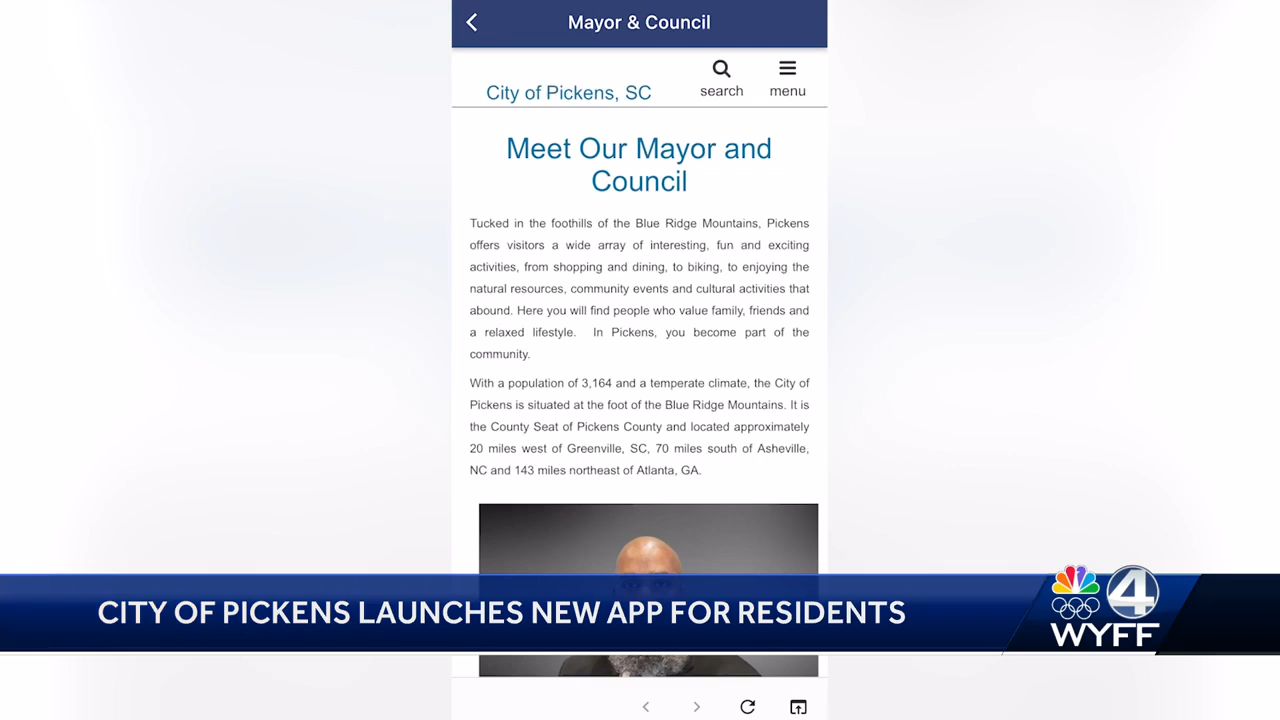 Mayor & Council
search
menu
City of Pickens, SC
Meet Our Mayor and
Council
Tucked in the foothills of the Blue Ridge Mountains, Pickens
offers visitors a wide array of interesting, fun and exciting
activities, from shopping and dining, to biking, to enjoying the
natural resources, community events and cultural activities that
abound. Here you will find people who value family, friends and
a relaxed lifestyle. In Pickens, you become part of the
community.
With a population of 3,164 and a temperate climate, the City of
Pickens is situated at the foot of the Blue Ridge Mountains. It is
the County Seat of Pickens County and located approximately
20 miles west of Greenville, SC, 70 miles south of Asheville,
NC and 143 miles northeast of Atlanta, GA.
CITY OF PICKENS LAUNCHES NEW APP FOR RESIDENTS
4
WYFF